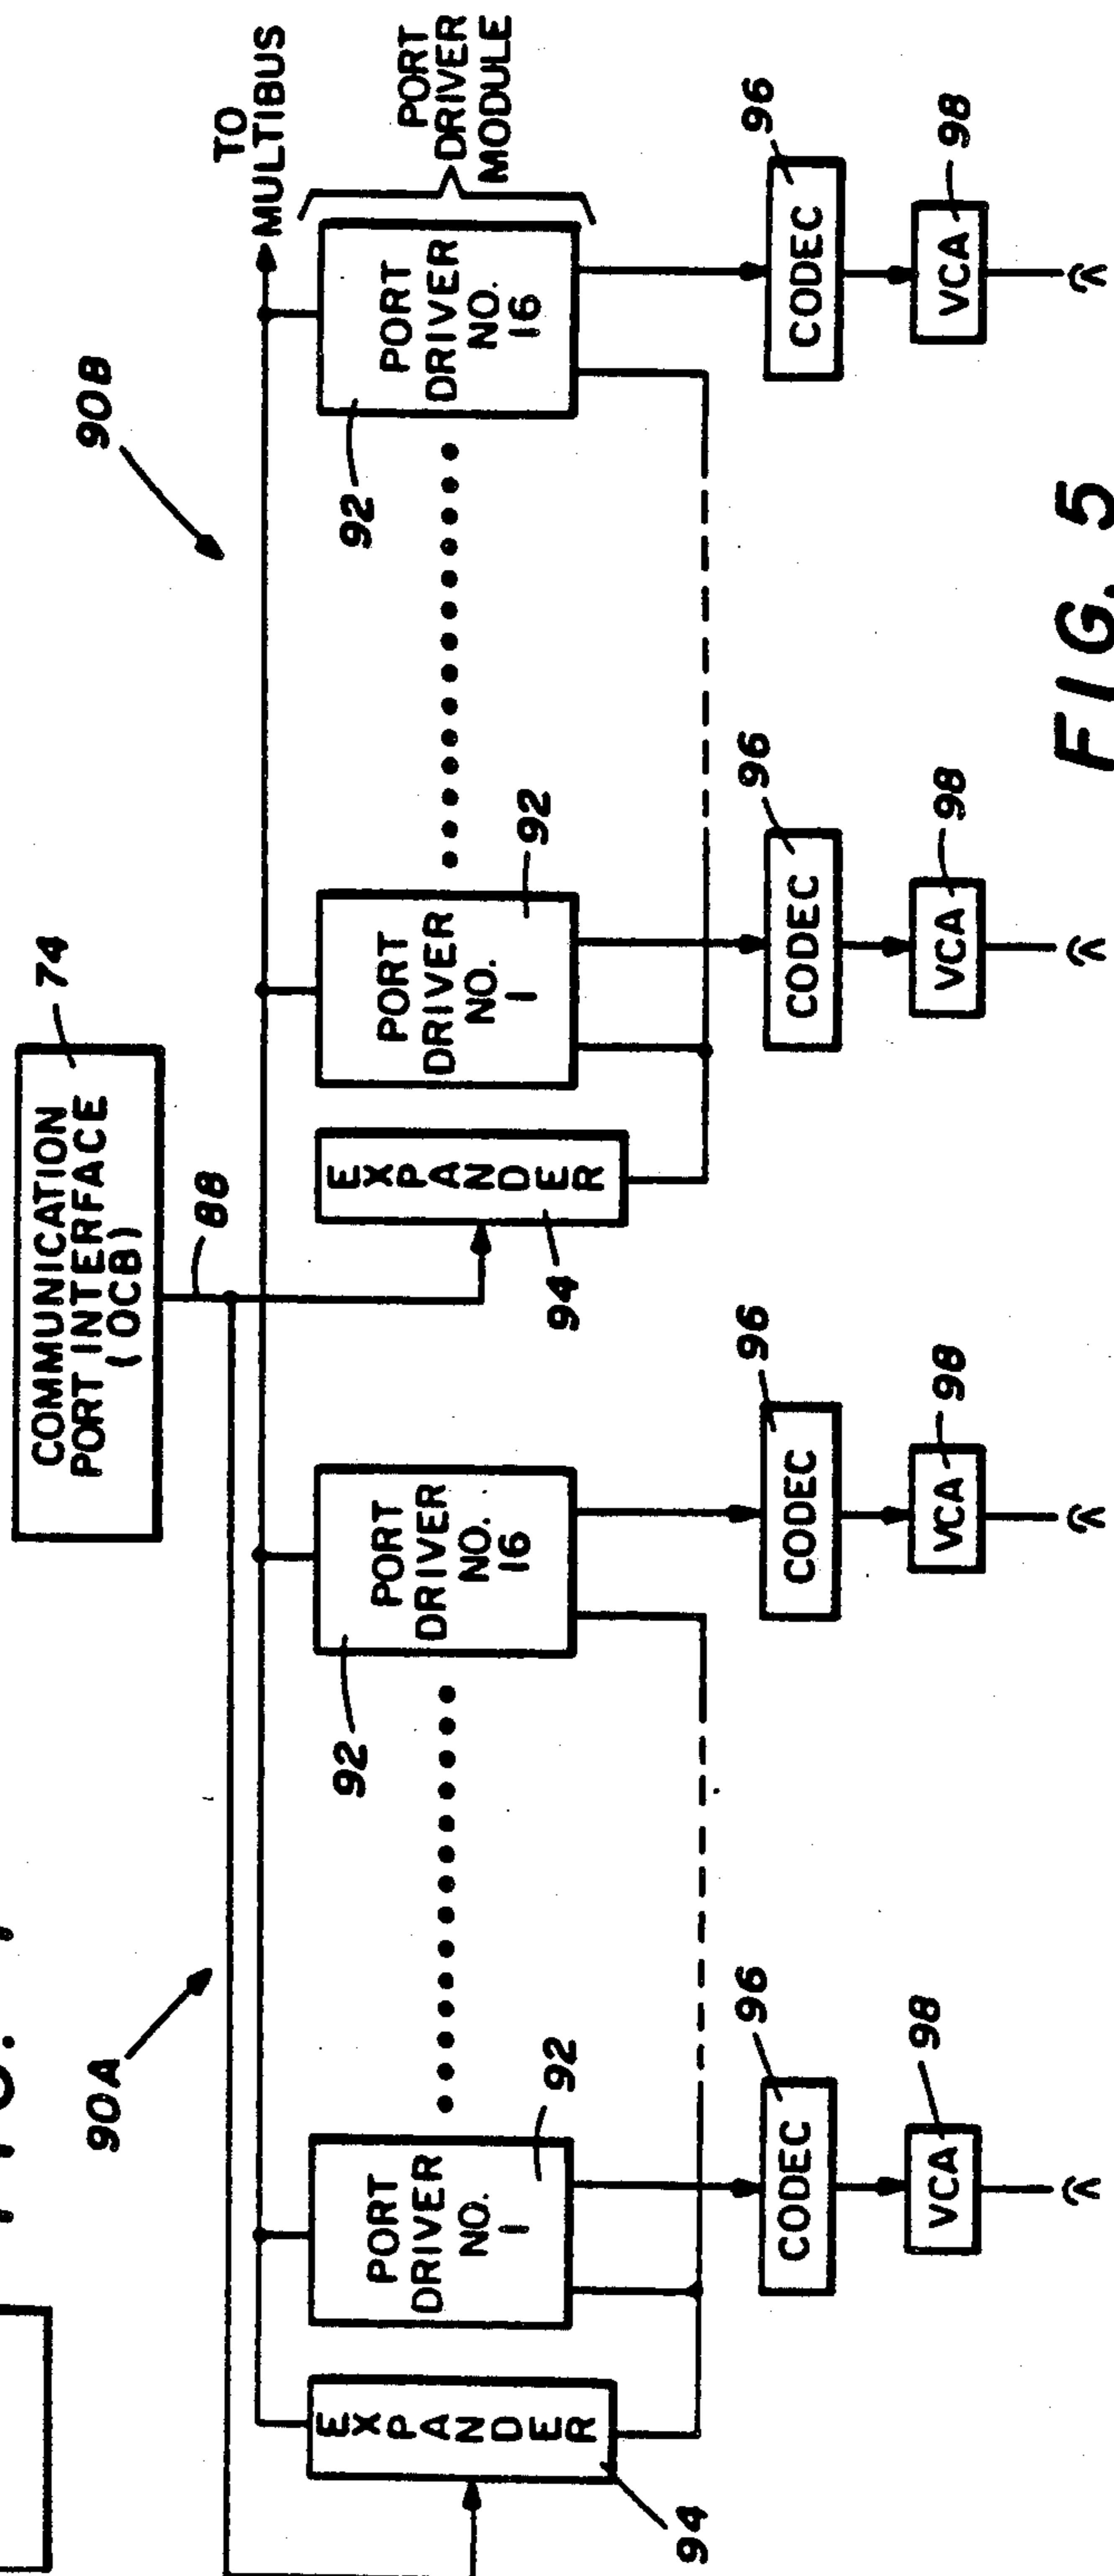 COMMUNICATION
PORT INTERFACE
(OCB)
74
88
90A
90B
TO
MULTIBUS
EXPANDER
94
PORT
DRIVER
NO.
1
92
92
PORT
DRIVER
NO.
16
EXPANDER
94
PORT
DRIVER
NO.
1
92
92
PORT
DRIVER
NO.
16
PORT
DRIVER
MODULE
CODEC
96
CODEC
96
CODEC
96
CODEC
96
VCA
98
VCA
98
VCA
98
VCA
98
FIG. 5